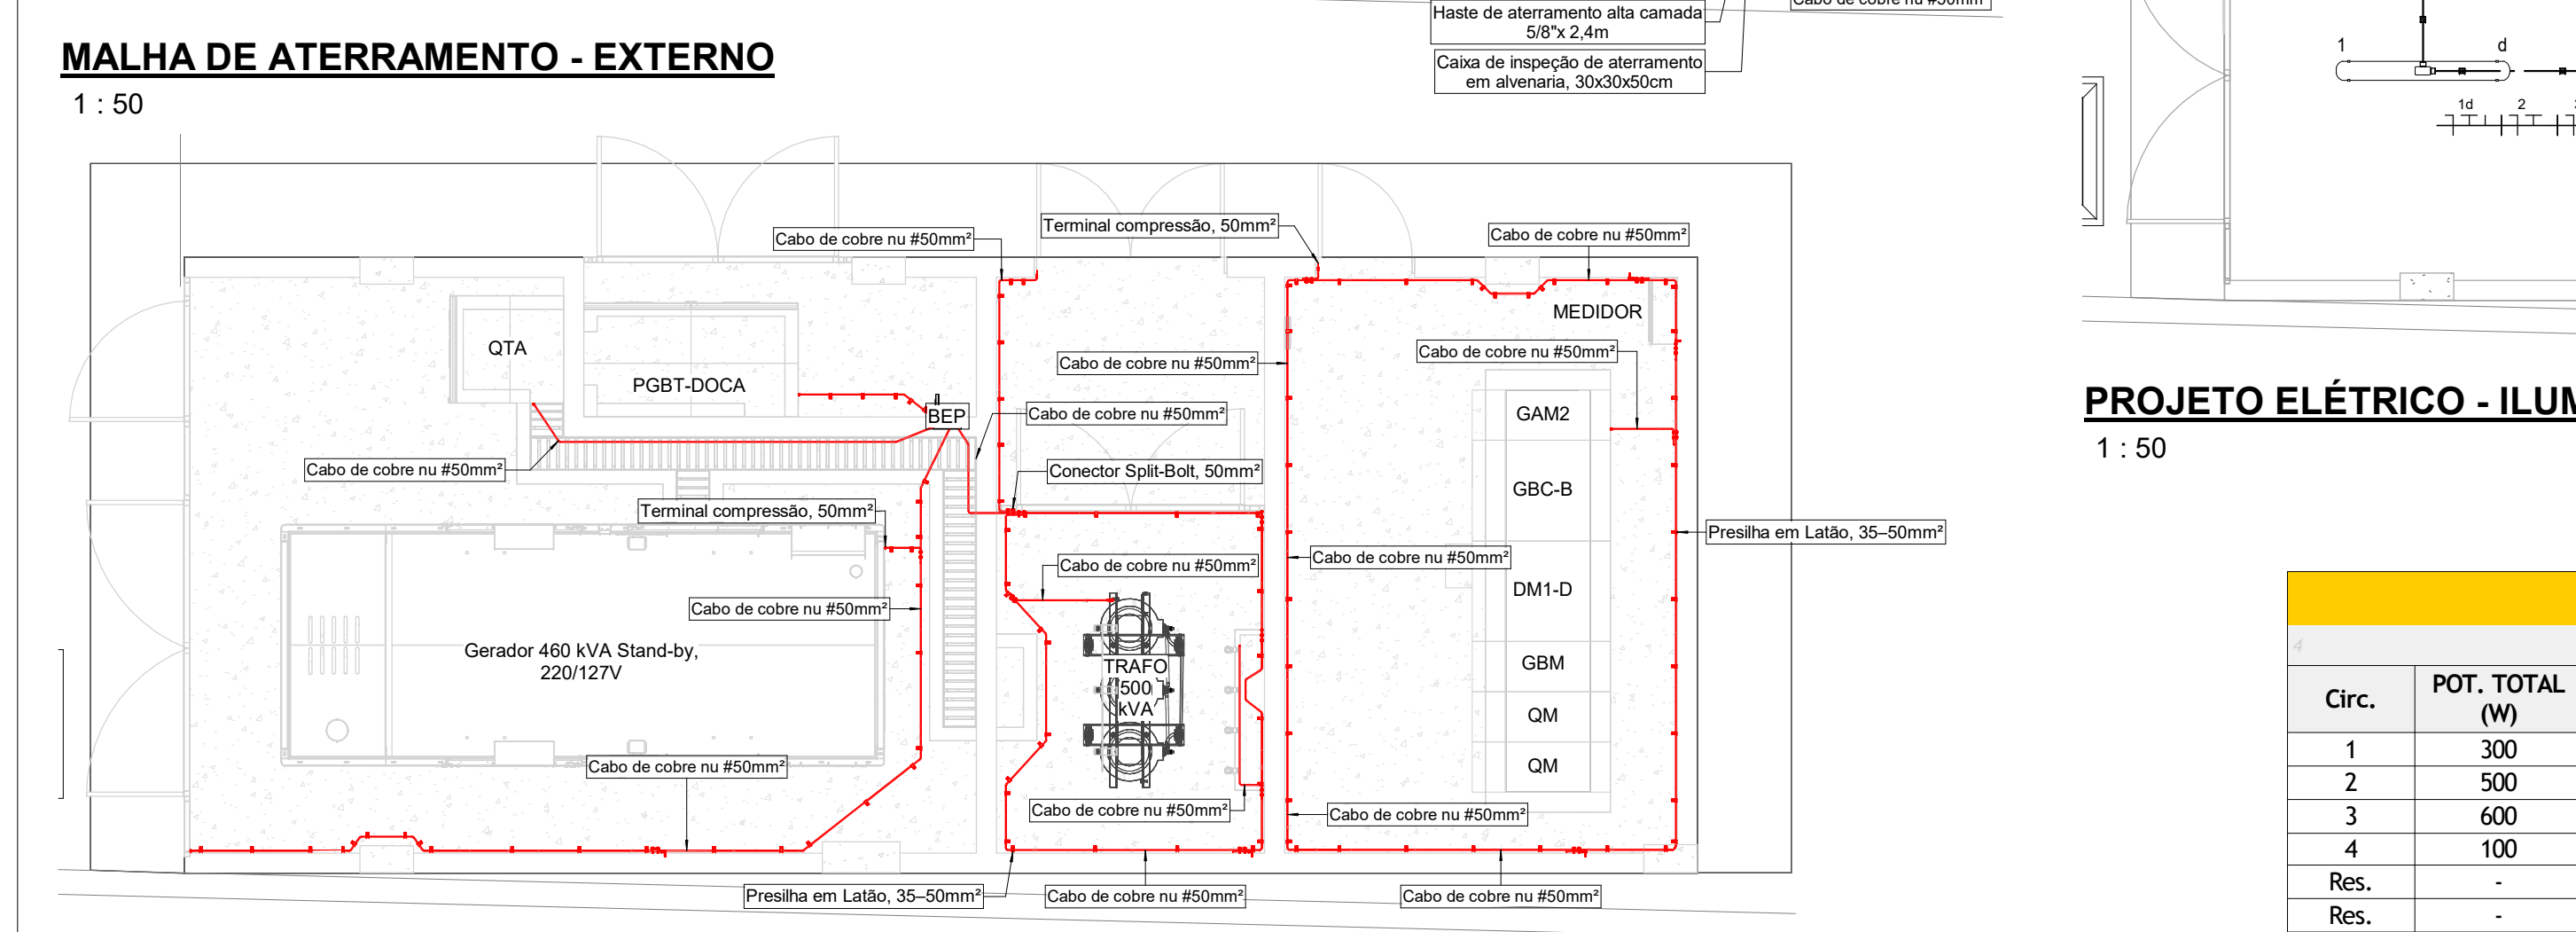 Cabo de cobre nu #50mm²
Haste de aterramento alta camada
5/8"x 2,4m
Caixa de inspeção de aterramento
em alvenaria, 30x30x50cm
MALHA DE ATERRAMENTO - EXTERNO
1 : 50
Cabo de cobre nu #50mm²
Terminal compressão, 50mm²
Cabo de cobre nu #50mm²
MEDIDOR
QTA
PGBT-DOCA
Cabo de cobre nu #50mm²
Cabo de cobre nu #50mm²
BEP
Cabo de cobre nu #50mm²
GAM2
Cabo de cobre nu #50mm²
Conector Split-Bolt, 50mm²
GBC-B
Terminal compressão, 50mm²
Presilha em Latão, 35–50mm²
Cabo de cobre nu #50mm²
Cabo de cobre nu #50mm²
DM1-D
Cabo de cobre nu #50mm²
Gerador 460 kVA Stand-by,
220/127V
TRAFO
500
kVA
GBM
QM
QM
Cabo de cobre nu #50mm²
Cabo de cobre nu #50mm²
Cabo de cobre nu #50mm²
Presilha em Latão, 35–50mm²
Cabo de cobre nu #50mm²
Cabo de cobre nu #50mm²
1
d
1d
2
PROJETO ELÉTRICO - ILUM
1 : 50
4
Circ.
POT. TOTAL
(W)
1 300
2 500
3 600
4 100
Res. -
Res. -